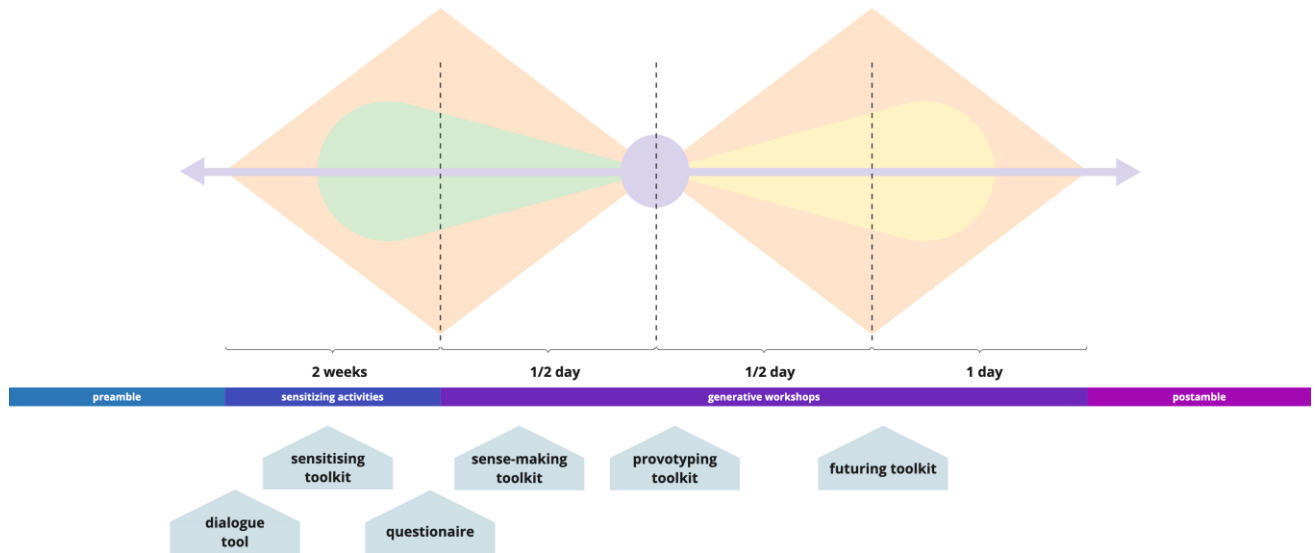 2 weeks
1/2 day
1/2 day
1 day
preamble
sensitizing activities
generative workshops
postamble
sensitising
toolkit
sense-making
toolkit
provotyping
toolkit
futuring toolkit
dialogue
tool
questionaire